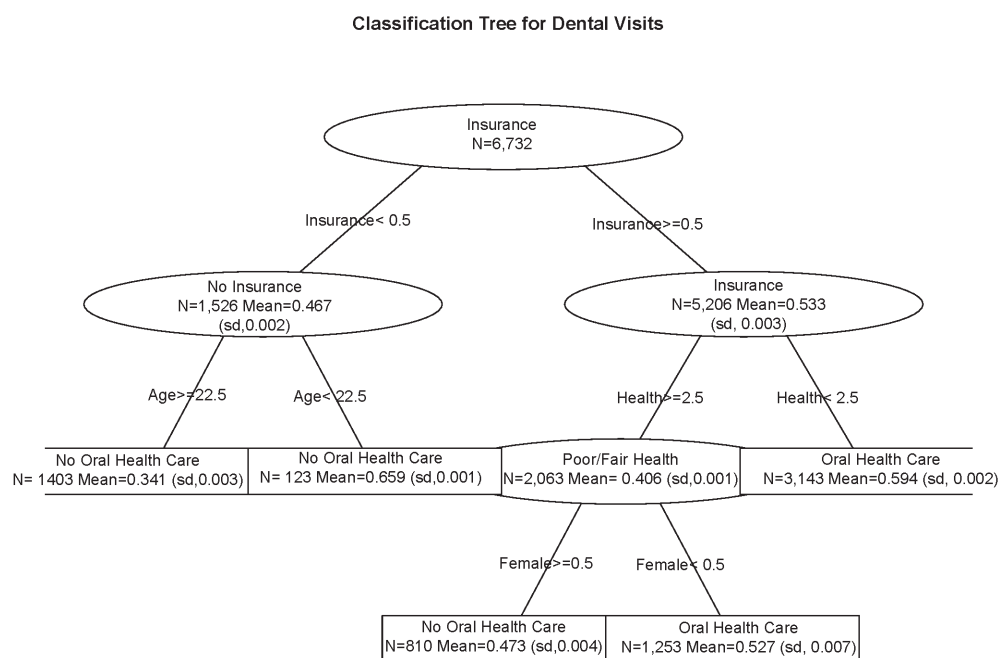 Classification Tree for Dental Visits
Insurance
N=6,732
Insurance< 0.5
Insurance>=0.5
No Insurance
N=1,526 Mean=0.467
(sd,0.002)
Insurance
N=5,206 Mean=0.533
(sd, 0.003)
Age>=22.5
Age< 22.5
Health>=2.5
Health< 2.5
No Oral Health Care
N= 1403 Mean=0.341 (sd,0.003)
No Oral Health Care
N= 123 Mean=0.659 (sd,0.001)
Poor/Fair Health
N=2,063 Mean= 0.406 (sd,0.001)
Oral Health Care
N=3,143 Mean=0.594 (sd, 0.002)
Female>=0.5
Female< 0.5
No Oral Health Care
N=810 Mean=0.473 (sd,0.004)
Oral Health Care
N=1,253 Mean=0.527 (sd, 0.007)